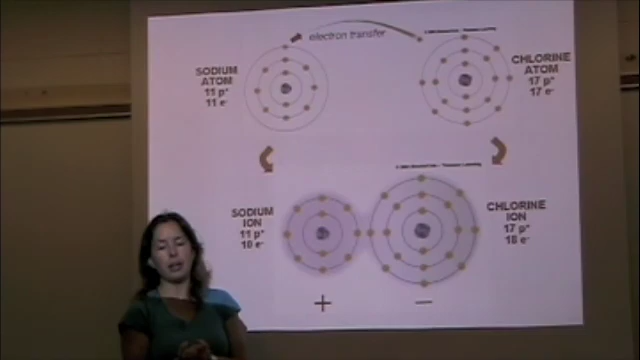 electron transfer
SODIUM
ATOM
11 p⁺
11 e⁻
CHLORINE
ATOM
17 p⁺
17 e⁻
SODIUM
ION
11 p⁺
10 e⁻
CHLORINE
ION
17 p⁺
18 e⁻
+
−